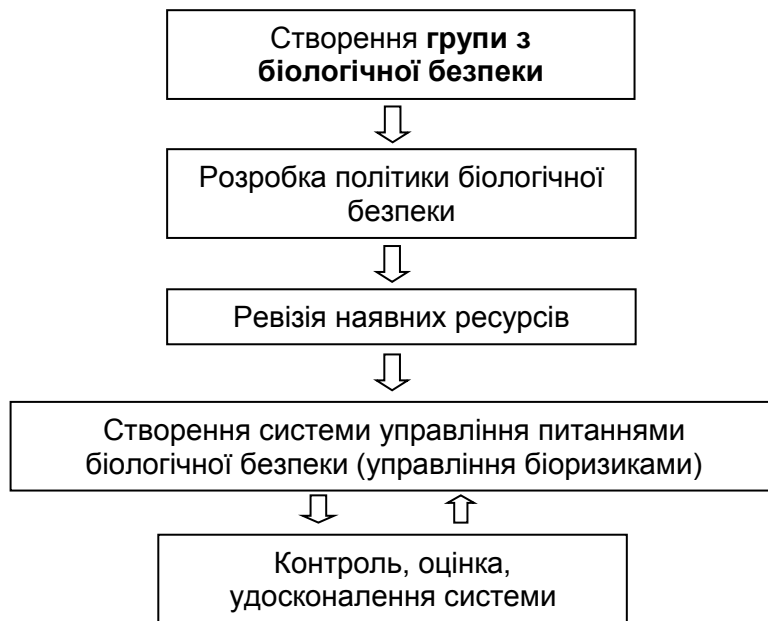 Створення групи з
біологічної безпеки
Розробка політики біологічної
безпеки
Ревізія наявних ресурсів
Створення системи управління питаннями
біологічної безпеки (управління біоризиками)
Контроль, оцінка,
удосконалення системи